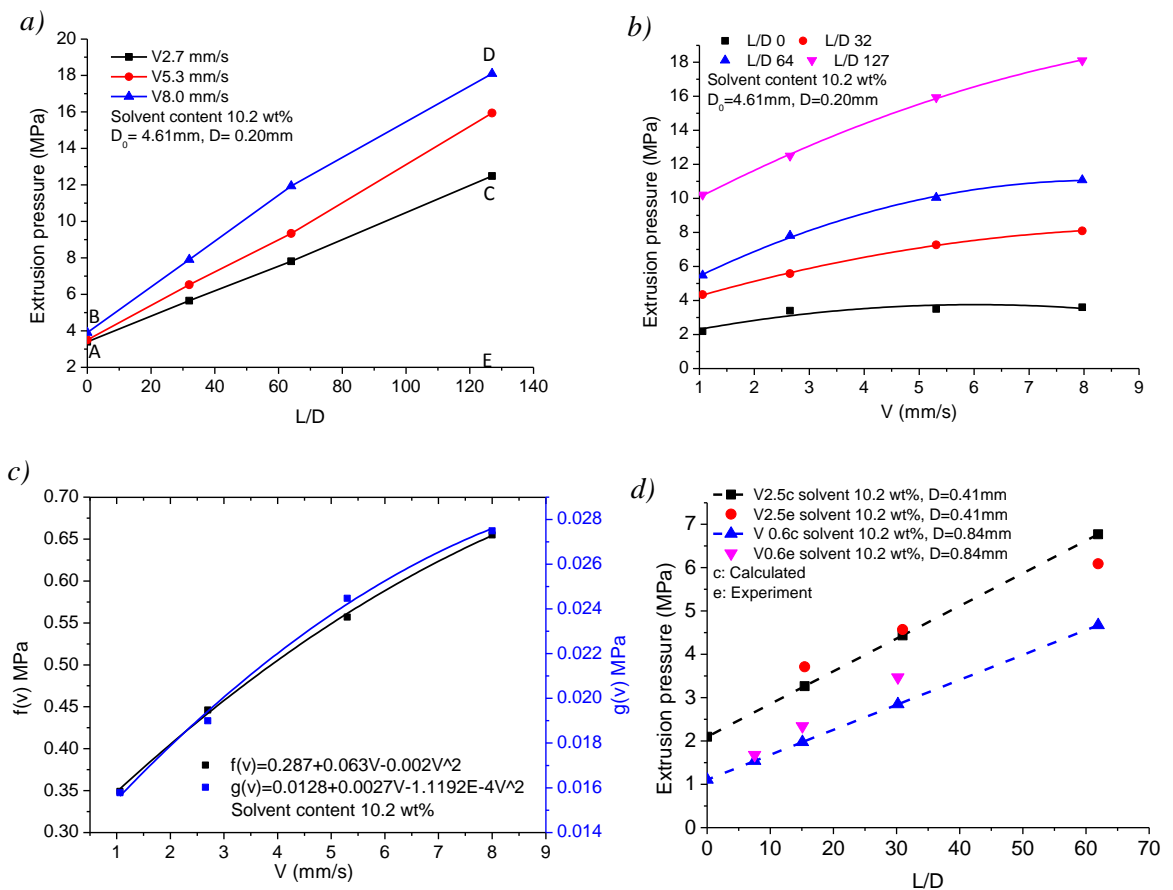 a)
V2.7 mm/s
V5.3 mm/s
V8.0 mm/s
Solvent content 10.2 wt%
D0= 4.61mm, D= 0.20mm
20
18
16
14
12
10
8
6
4
2
B
A
D
C
E
0 20 40 60 80 100 120 140
Extrusion pressure (MPa)
L/D
b)
L/D 0 L/D 32
L/D 64 L/D 127
Solvent content 10.2 wt%
D0=4.61mm, D=0.20mm
20
18
16
14
12
10
8
6
4
2
0
1 2 3 4 5 6 7 8 9
Extrusion pressure (MPa)
V (mm/s)
c)
0.70
0.65
0.60
0.55
0.50
0.45
0.40
0.35
0.30
f(v) MPa
0.028
0.026
0.024
0.022
0.020
0.018
0.016
0.014
g(v) MPa
f(v)=0.287+0.063V-0.002V^2
g(v)=0.0128+0.0027V-1.1192E-4V^2
Solvent content 10.2 wt%
1 2 3 4 5 6 7 8 9
V (mm/s)
d)
V2.5c solvent 10.2 wt%, D=0.41mm
V2.5e solvent 10.2 wt%, D=0.41mm
V 0.6c solvent 10.2 wt%, D=0.84mm
V0.6e solvent 10.2 wt%, D=0.84mm
c: Calculated
e: Experiment
7
6
5
4
3
2
1
0
0 10 20 30 40 50 60 70
Extrusion pressure (MPa)
L/D